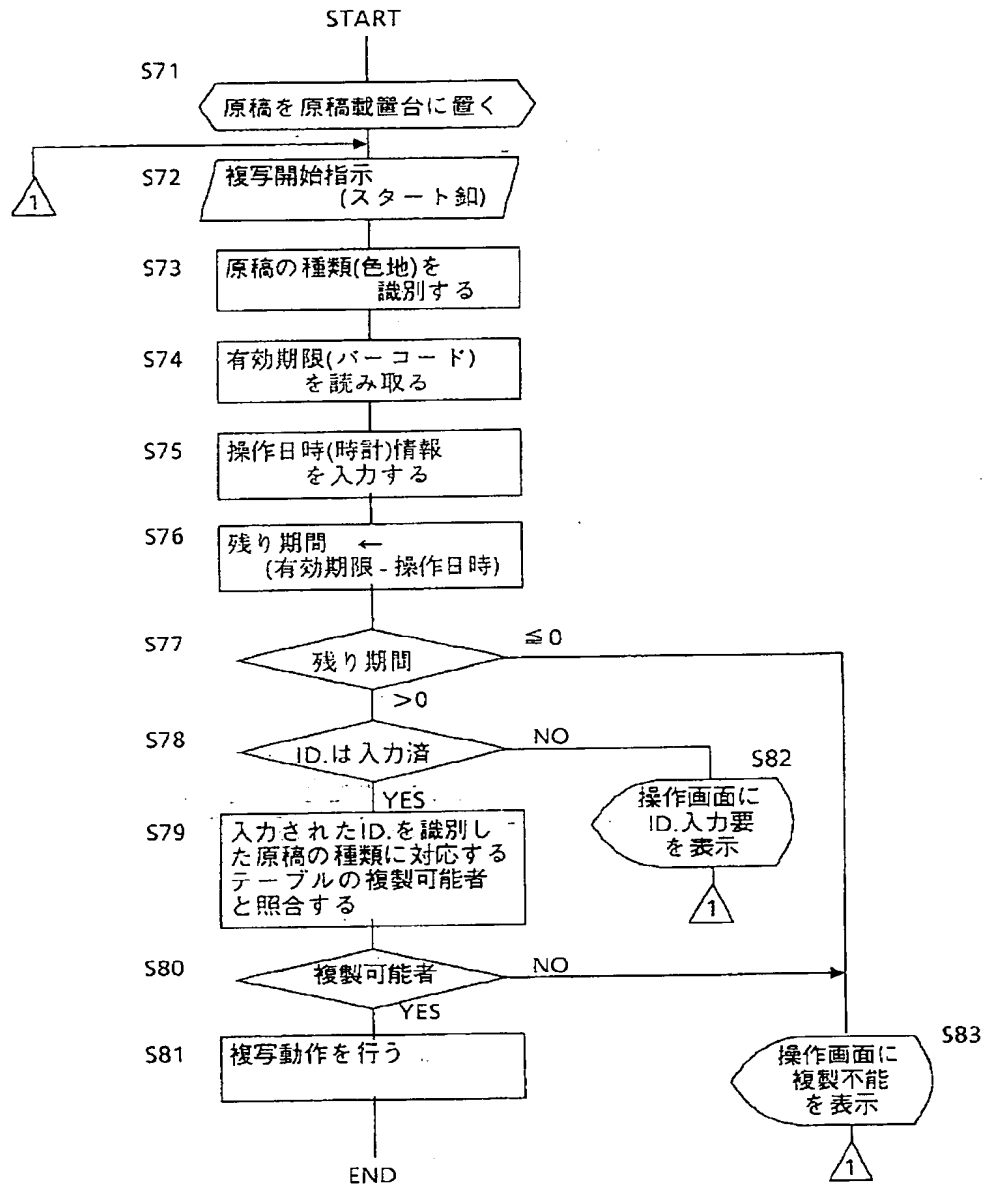 START
S71
原稿を原稿載置台に置く
1
S72
複写開始指示
(スタート釦)
S73
原稿の種類(色地)を
識別する
S74
有効期限(バーコード)
を読み取る
S75
操作日時(時計)情報
を入力する
S76
残り期間 ←
(有効期限-操作日時)
S77
残り期間
≦0
>0
S78
ID.は入力済
NO
YES
S82
操作画面に
ID.入力要
を表示
1
S79
入力されたID.を識別し
た原稿の種類に対応する
テーブルの複製可能者
と照合する
S80
複製可能者
NO
YES
S81
複写動作を行う
S83
操作画面に
複製不能
を表示
1
END